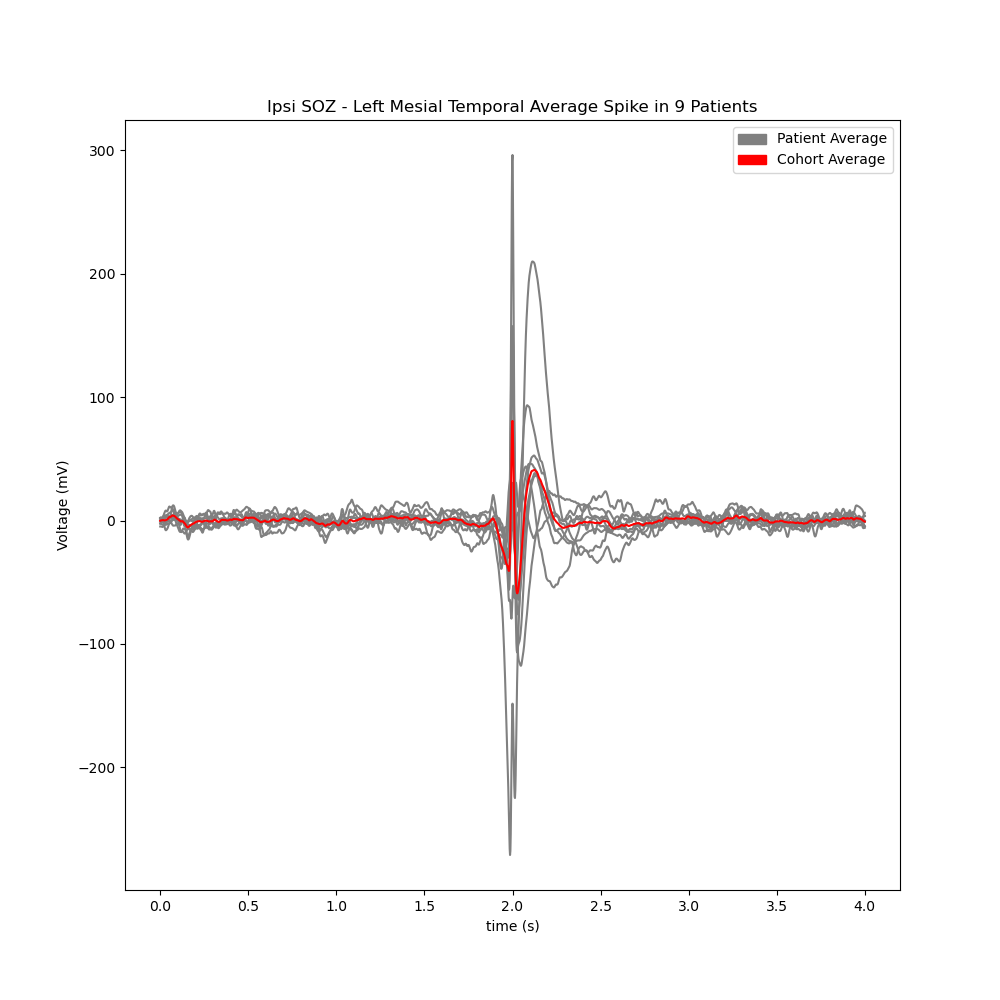 Ipsi SOZ - Left Mesial Temporal Average Spike in 9 Patients
Patient Average
Cohort Average
300
200
100
0
−100
−200
Voltage (mV)
0.0 0.5 1.0 1.5 2.0 2.5 3.0 3.5 4.0
time (s)